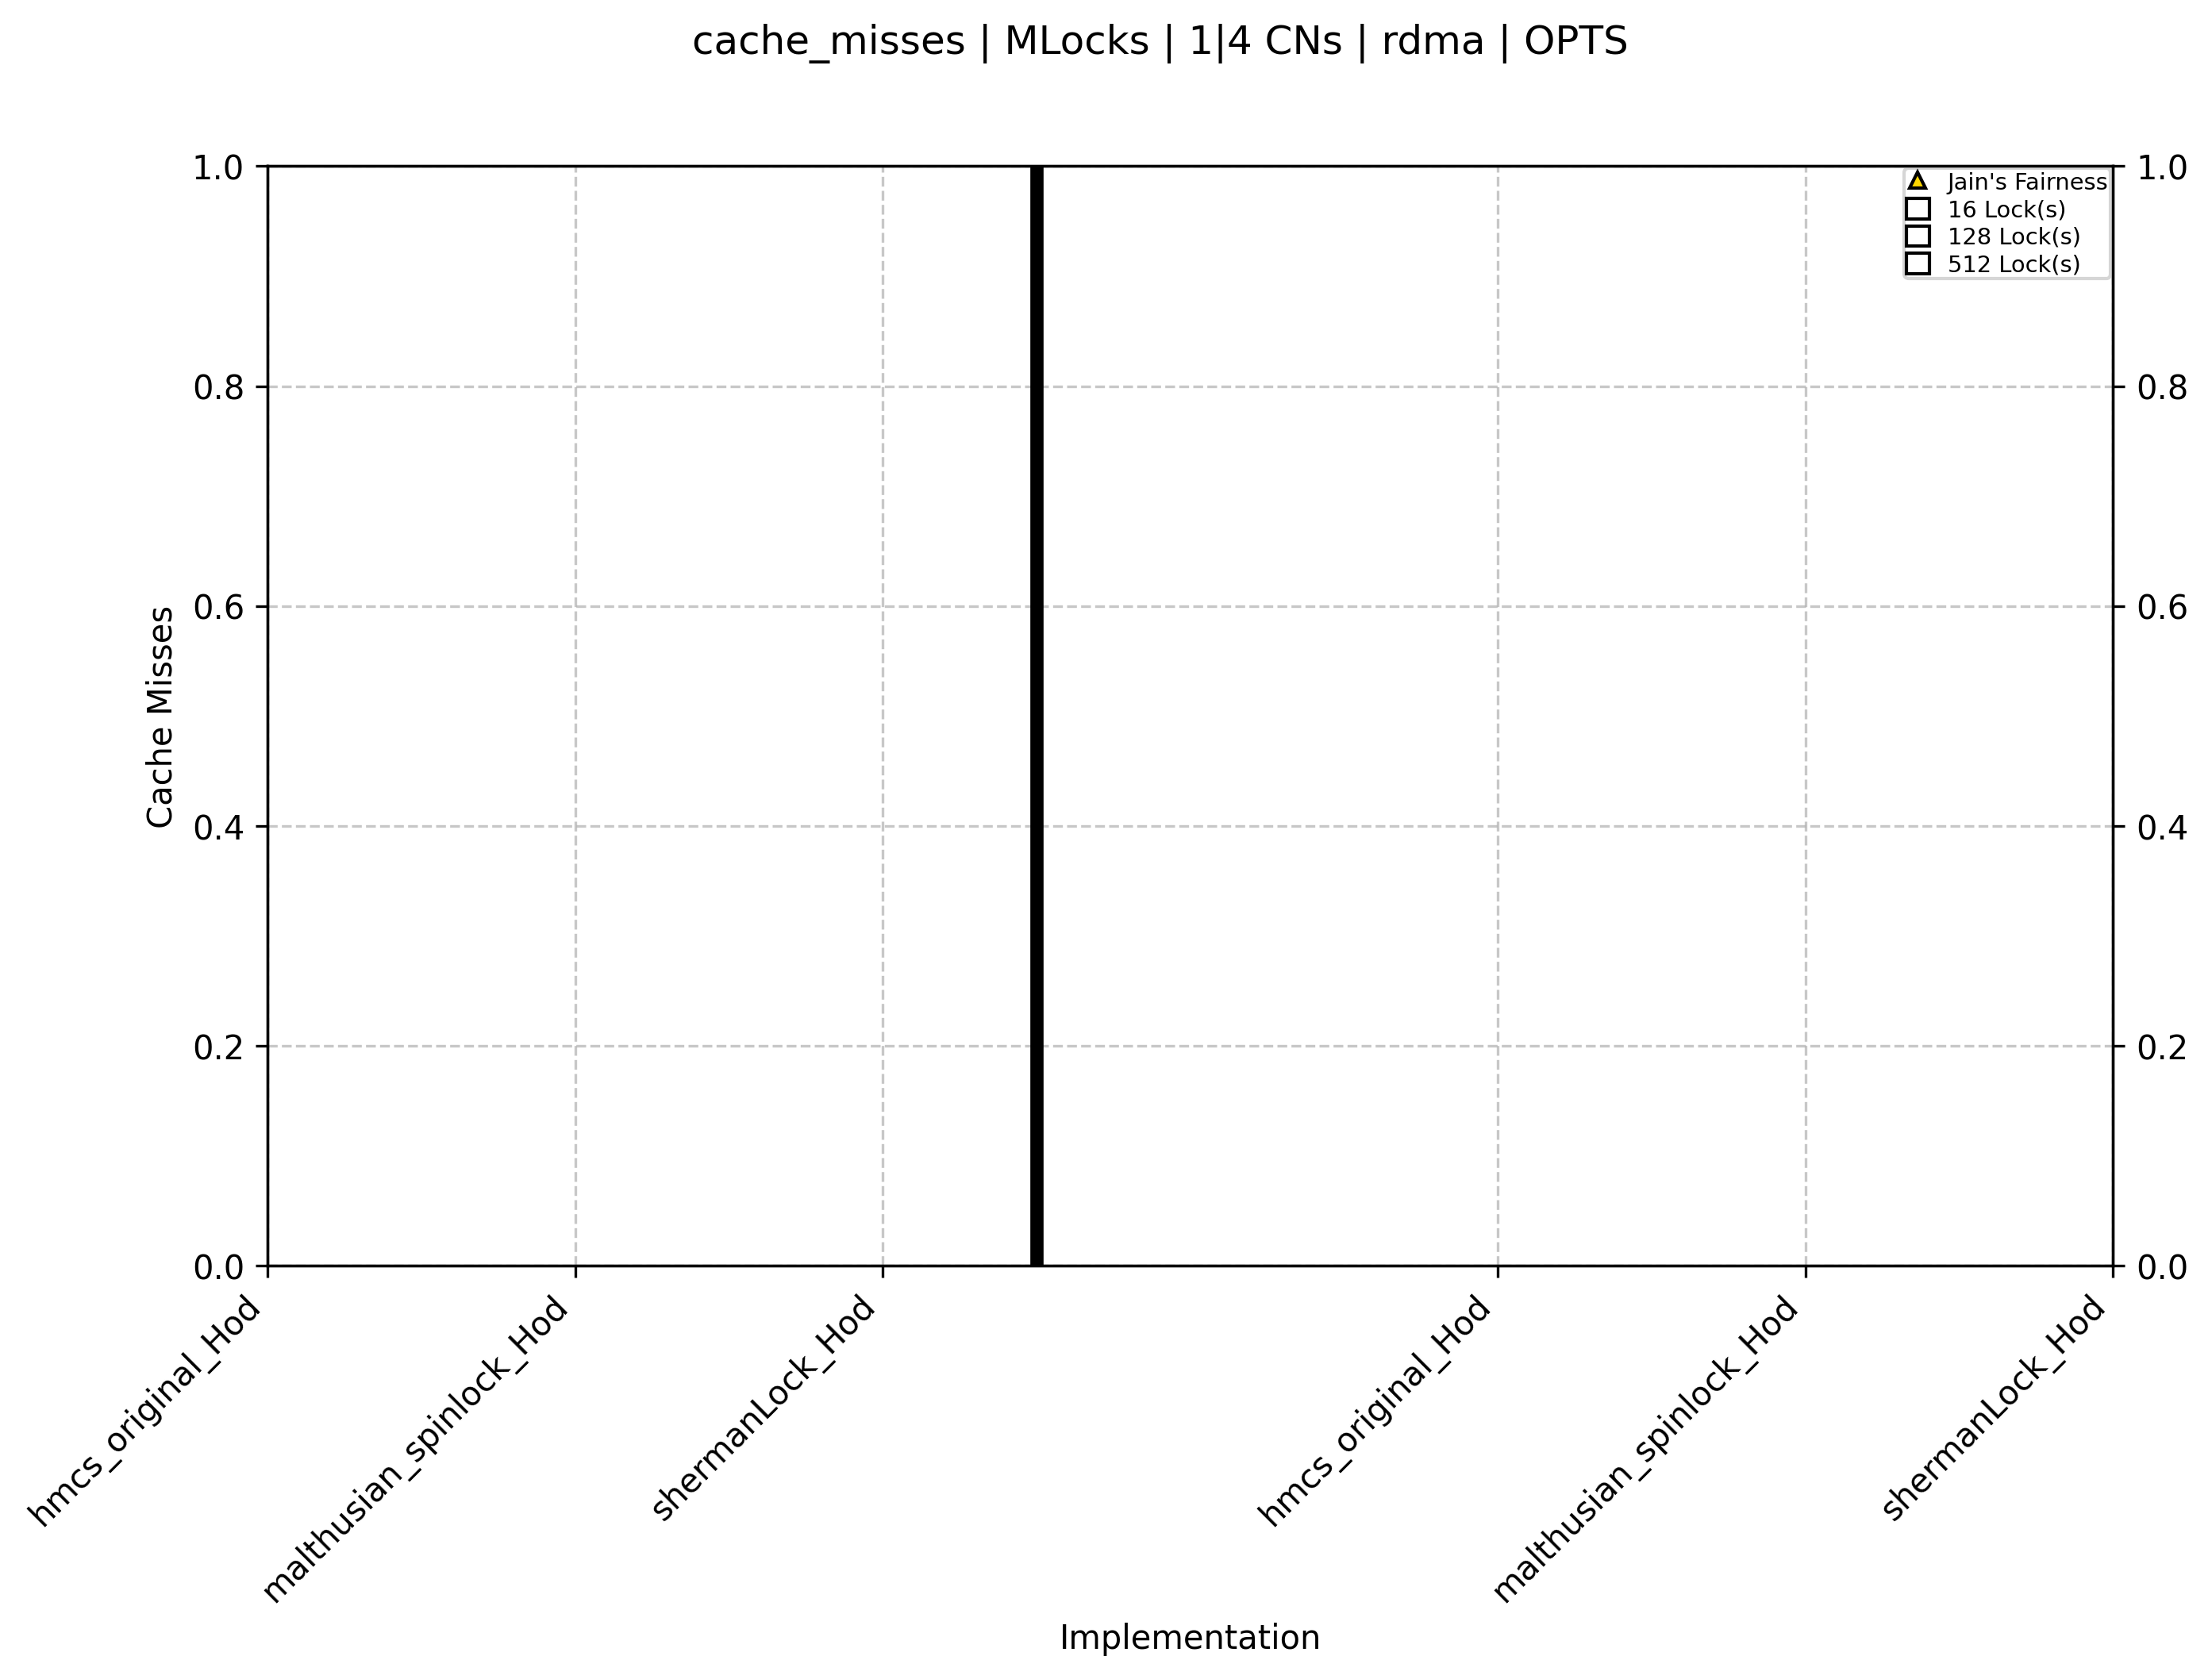 cache_misses | MLocks | 1|4 CNs | rdma | OPTS
Jain's Fairness
16 Lock(s)
128 Lock(s)
512 Lock(s)
Cache Misses
1.0
0.8
0.6
0.4
0.2
0.0
1.0
0.8
0.6
0.4
0.2
0.0
hmcs_original_Hod
malthusian_spinlock_Hod
shermanLock_Hod
hmcs_original_Hod
malthusian_spinlock_Hod
shermanLock_Hod
Implementation